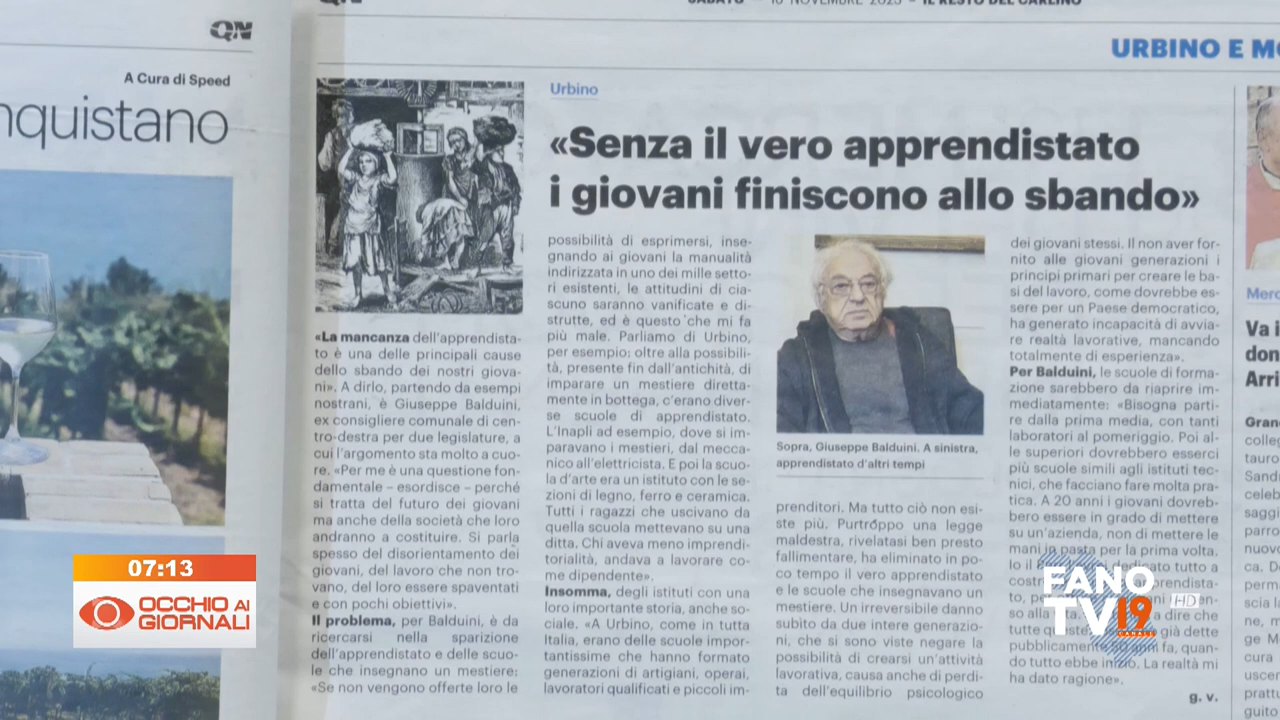 QN
A Cura di Speed
nquistano
SABATO — 18 NOVEMBRE 2023 – IL RESTO DEL CARLINO
URBINO E MO
Urbino
«Senza il vero apprendistato
i giovani finiscono allo sbando»
«La mancanza dell'apprendista-
to è una delle principali cause
dello sbando dei nostri giova-
ni». A dirlo, partendo da esempi
nostrani, è Giuseppe Balduini,
ex consigliere comunale di cen-
tro-destra per due legislature, a
cui l'argomento sta molto a cuo-
re. «Per me è una questione fon-
damentale – esordisce – perché
si tratta del futuro dei giovani
ma anche della società che loro
andranno a costituire. Si parla
spesso del disorientamento dei
giovani, del lavoro che non tro-
vano, del loro essere spaventati
e con pochi obiettivi».
Il problema, per Balduini, è da
ricercarsi nella sparizione
dell'apprendistato e delle scuo-
le che insegnano un mestiere:
«Se non vengono offerte loro le
possibilità di esprimersi, inse-
gnando ai giovani la manualità
indirizzata in uno dei mille setto-
ri esistenti, le attitudini di cia-
scuno saranno vanificate e di-
strutte, ed è questo che mi fa
più male. Parliamo di Urbino,
per esempio: oltre alla possibili-
tà, presente fin dall'antichità, di
imparare un mestiere diretta-
mente in bottega, c'erano diver-
se scuole di apprendistato.
L'Inapli ad esempio, dove si im-
paravano i mestieri, dal mecca-
nico all'elettricista. E poi la scuo-
la d'arte era un istituto con le se-
zioni di legno, ferro e ceramica.
Tutti i ragazzi che uscivano da
quella scuola mettevano su una
ditta. Chi aveva meno imprendi-
torialità, andava a lavorare co-
me dipendente».
Insomma, degli istituti con una
loro importante storia, anche so-
ciale. «A Urbino, come in tutta
Italia, erano delle scuole impor-
tantissime che hanno formato
generazioni di artigiani, operai,
lavoratori qualificati e piccoli im-
Sopra, Giuseppe Balduini. A sinistra,
apprendistato d'altri tempi
prenditori. Ma tutto ciò non esi-
ste più. Purtroppo una legge
maldestra, rivelatasi ben presto
fallimentare, ha eliminato in po-
co tempo il vero apprendistato
e le scuole che insegnavano un
mestiere. Un irreversibile danno
subìto da due intere generazio-
ni, che si sono viste negare la
possibilità di crearsi un'attività
lavorativa, causa anche di perdi-
ta dell'equilibrio psicologico
dei giovani stessi. Il non aver for-
nito alle giovani generazioni i
principi primari per creare le ba-
si del lavoro, come dovrebbe es-
sere per un Paese democratico,
ha generato incapacità di avvia-
re realtà lavorative, mancando
totalmente di esperienza».
Per Balduini, le scuole di forma-
zione sarebbero da riaprire im-
mediatamente: «Bisogna parti-
re dalla prima media, con tanti
laboratori al pomeriggio. Poi al-
le superiori dovrebbero esserci
più scuole simili agli istituti tec-
nici, che facciano fare molta pra-
tica. A 20 anni i giovani dovreb-
bero essere in grado di mettere
su un'azienda, non di mettere le
mani in pasta per la prima volta.
Io il tutto a
tutte già dette
pubblicamente fa, quan-
do tutto ebbe inizio. La realtà mi
ha dato ragione».
g. v.
Va
don
Arri
07:13
OCCHIO AI
GIORNALI
FANO
TV 19 HD
CANALE